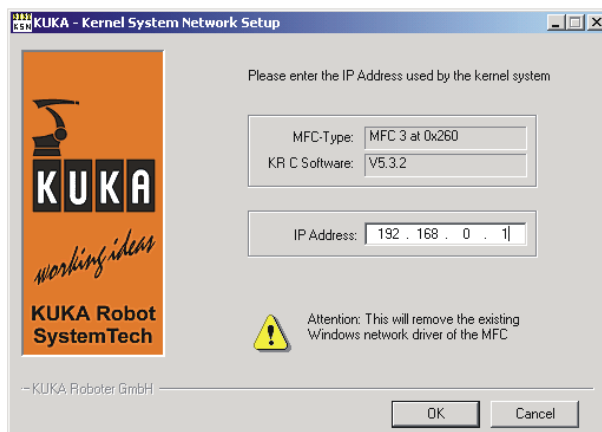 KUKA - Kernel System Network Setup
Please enter the IP Address used by the kernel system
MFC-Type: MFC 3 at 0x260
KR C Software: V5.3.2
KUKA
IP Address: 192 . 168 . 0 . 1
working ideas
KUKA Robot
SystemTech
Attention: This will remove the existing
Windows network driver of the MFC
KUKA Roboter GmbH
OK Cancel